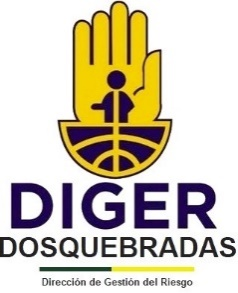 DIGER
DOSQUEBRADAS
Dirección de Gestión del Riesgo